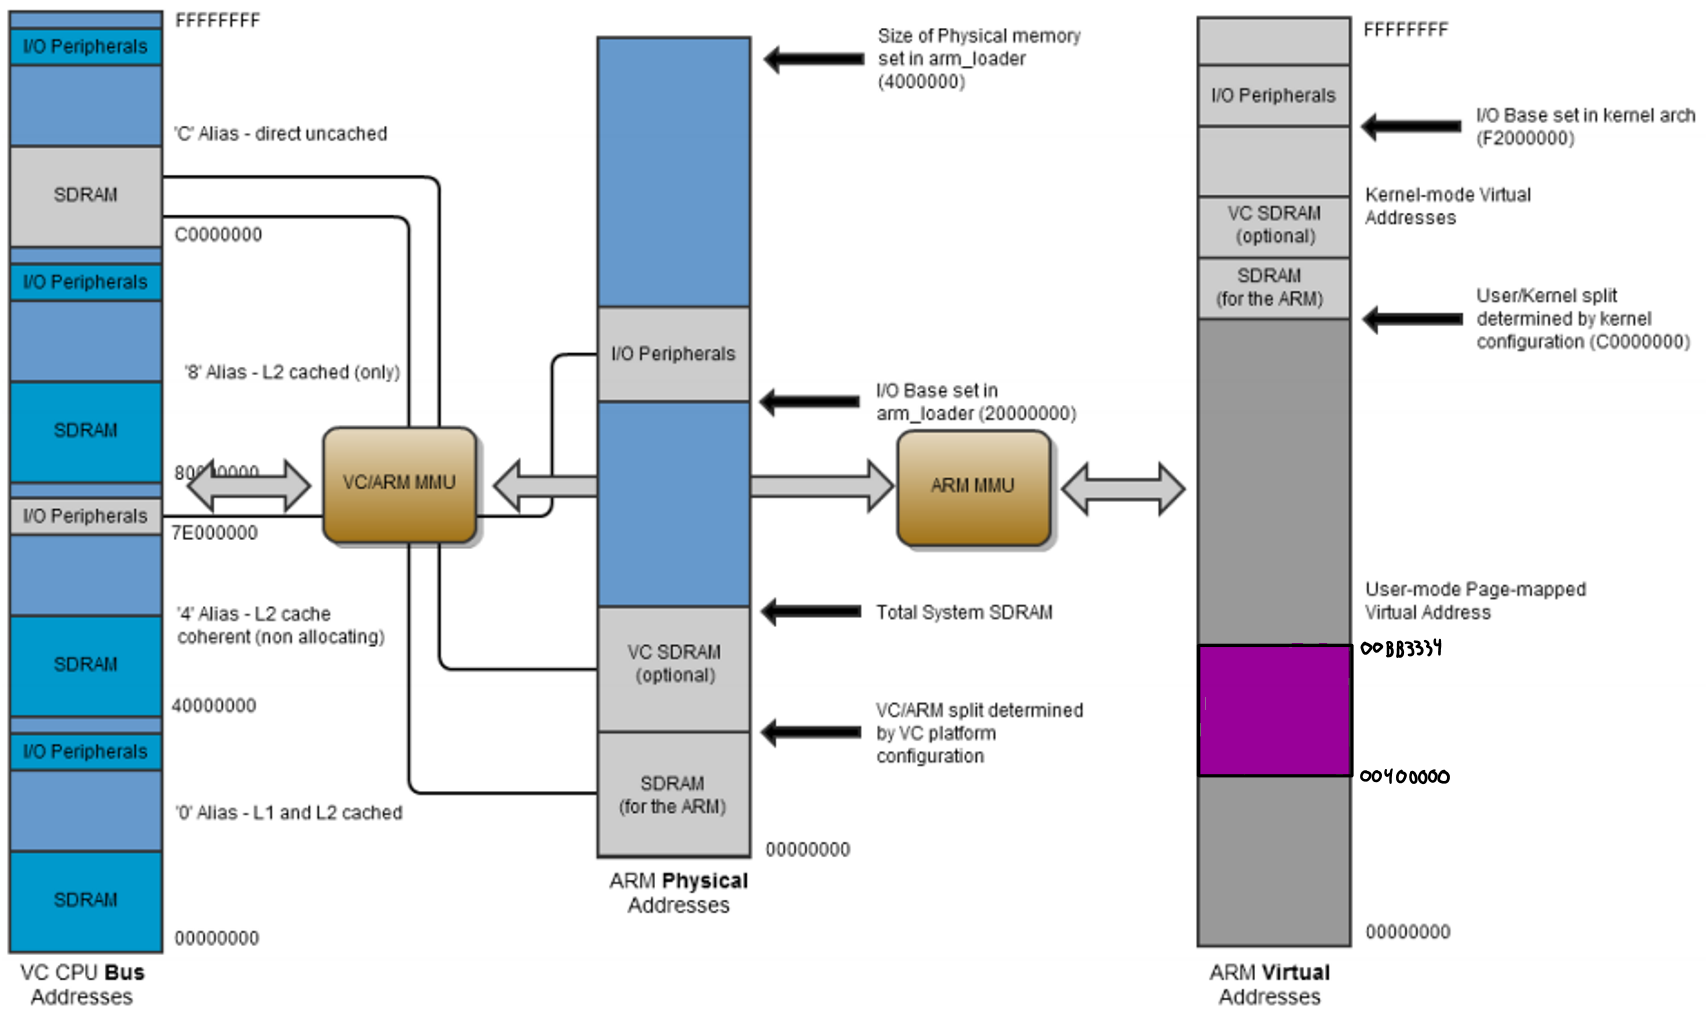 FFFFFFFF
I/O Peripherals
'C' Alias - direct uncached
SDRAM
C0000000
I/O Peripherals
'8' Alias - L2 cached (only)
SDRAM
I/O Peripherals
7E000000
'4' Alias - L2 cache
coherent (non allocating)
SDRAM
40000000
I/O Peripherals
'0' Alias - L1 and L2 cached
SDRAM
00000000
VC CPU Bus
Addresses
VC/ARM MMU
Size of Physical memory
set in arm_loader
(4000000)
I/O Peripherals
I/O Base set in
arm_loader (20000000)
Total System SDRAM
VC SDRAM
(optional)
VC/ARM split determined
by VC platform
configuration
SDRAM
(for the ARM)
00000000
ARM Physical
Addresses
ARM MMU
FFFFFFFF
I/O Peripherals
I/O Base set in kernel arch
(F2000000)
Kernel-mode Virtual
Addresses
VC SDRAM
(optional)
SDRAM
(for the ARM)
User/Kernel split
determined by kernel
configuration (C0000000)
User-mode Page-mapped
Virtual Address
00BB3334
00400000
00000000
ARM Virtual
Addresses